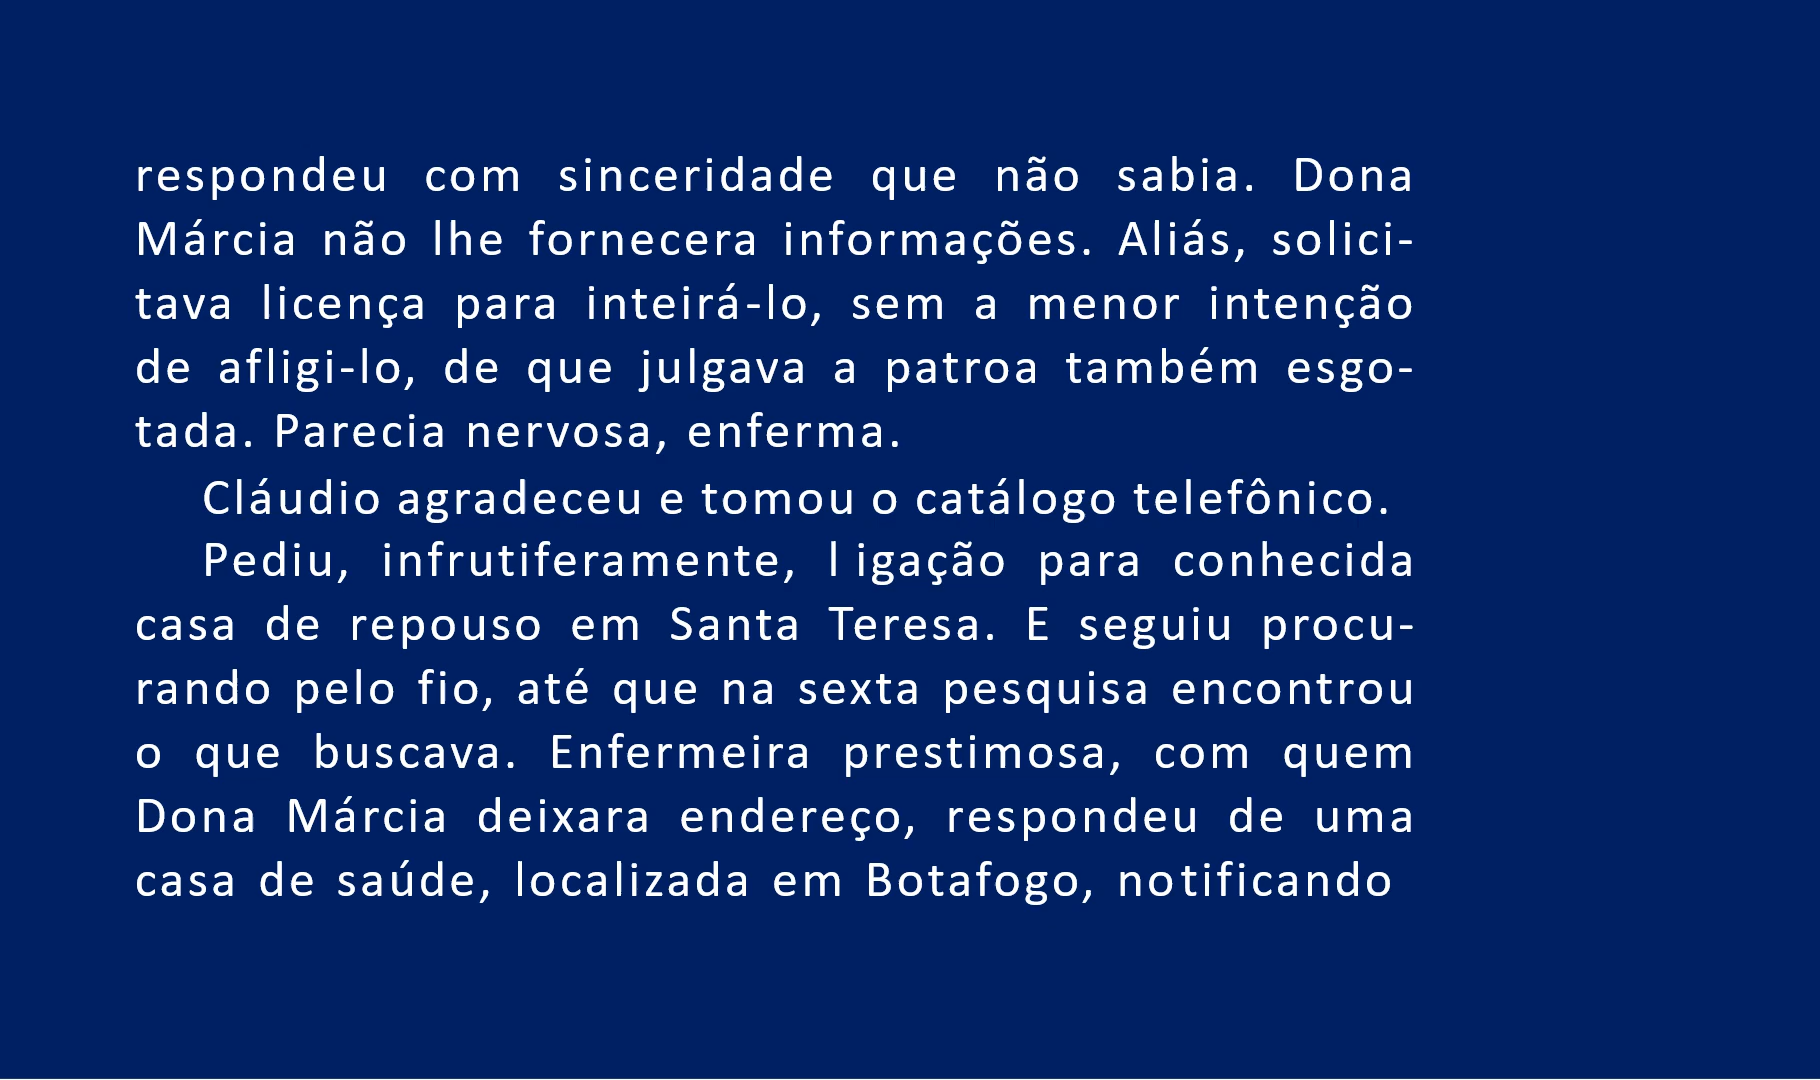 respondeu com sinceridade que não sabia. Dona
Márcia não lhe fornecera informações. Aliás, solici-
tava licença para inteirá-lo, sem a menor intenção
de afligi-lo, de que julgava a patroa também esgo-
tada. Parecia nervosa, enferma.
Cláudio agradeceu e tomou o catálogo telefônico.
Pediu, infrutiferamente, l igação para conhecida
casa de repouso em Santa Teresa. E seguiu procu-
rando pelo fio, até que na sexta pesquisa encontrou
o que buscava. Enfermeira prestimosa, com quem
Dona Márcia deixara endereço, respondeu de uma
casa de saúde, localizada em Botafogo, notificando